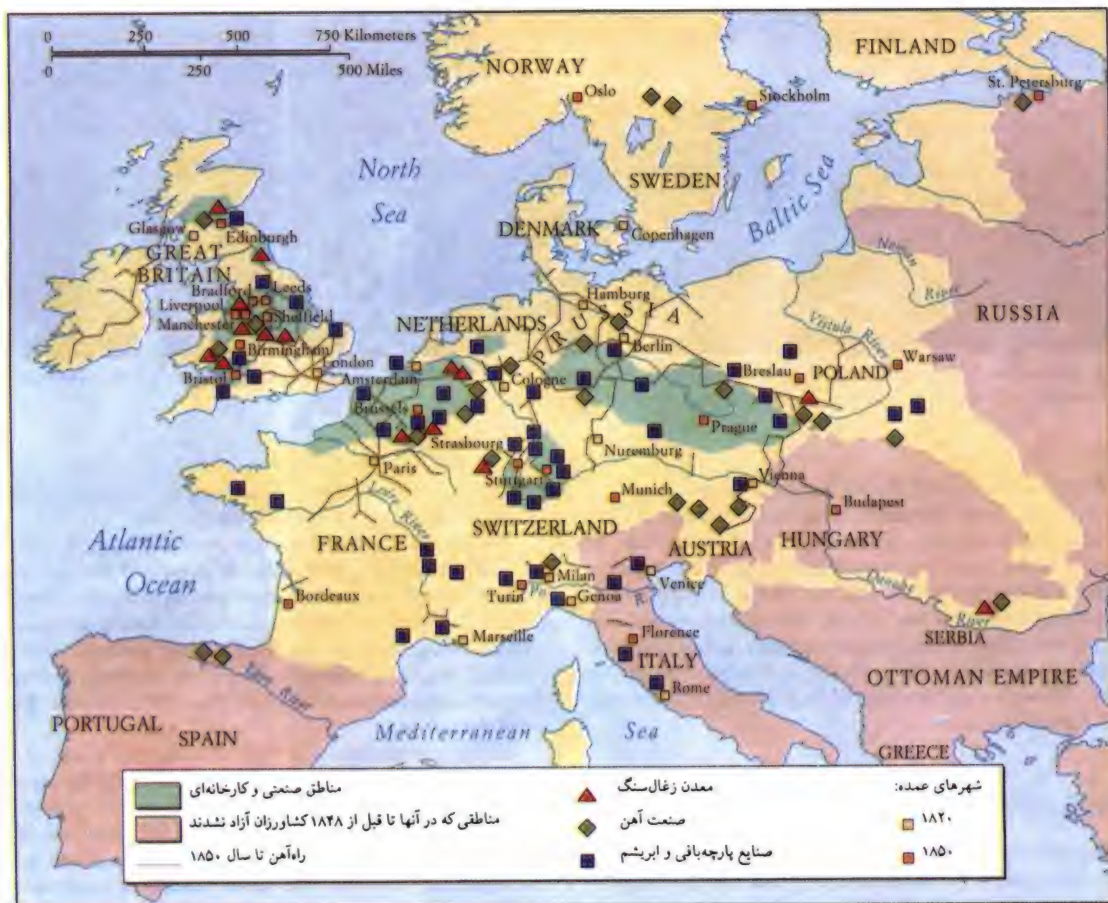 0 250 500 750 Kilometers
0 250 500 Miles
NORWAY
FINLAND
Oslo
Stockholm
St. Petersburg
North
Sea
SWEDEN
Baltic Sea
DENMARK
Copenhagen
Glasgow
Edinburgh
GREAT
BRITAIN
Bradford
Leeds
Liverpool
Sheffield
Manchester
Birmingham
Bristol
London
NETHERLANDS
Hamburg
PRUSSIA
Berlin
Neman
River
RUSSIA
Vistula River
Warsaw
POLAND
Breslau
Amsterdam
Cologne
Brussels
Prague
Strasbourg
Nuremburg
Paris
Stuttgart
Loire
River
Munich
Vienna
Budapest
SWITZERLAND
AUSTRIA
HUNGARY
FRANCE
Atlantic
Ocean
Milan
Venice
Turin
Po
R.
Genoa
Danube
River
Bordeaux
Marseille
Florence
ITALY
Rome
SERBIA
OTTOMAN EMPIRE
River
PORTUGAL
SPAIN
Mediterranean
Sea
GREECE
شهرهای عمده:
۱۸۲۰
۱۸۵۰
معدن زغال‌سنگ
صنعت آهن
صنایع پارچه‌بافی و ابریشم
مناطق صنعتی و کارخانه‌ای
مناطقی که در آنها تا قبل از ۱۸۴۸ کشاورزان آزاد نشدند
راه‌آهن تا سال ۱۸۵۰